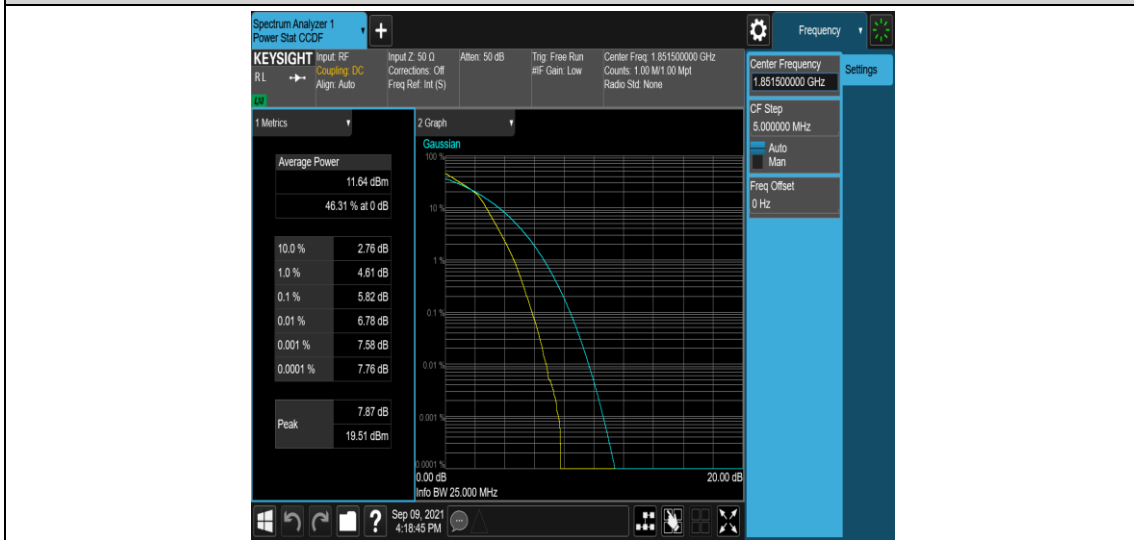 Spectrum Analyzer 1
Power Stat CCDF
+
Frequency
KEYSIGHT
RL
LXI
Input: RF
Coupling: DC
Align: Auto
Input Z: 50 Ω
Corrections: Off
Freq Ref: Int (S)
Atten: 50 dB
Trig: Free Run
#IF Gain: Low
Center Freq: 1.851500000 GHz
Counts: 1.00 M/1.00 Mpt
Radio Std: None
Center Frequency
1.851500000 GHz
Settings
CF Step
5.000000 MHz
Auto
Man
Freq Offset
0 Hz
1 Metrics
Average Power
11.64 dBm
46.31 % at 0 dB
10.0 % 2.76 dB
1.0 % 4.61 dB
0.1 % 5.82 dB
0.01 % 6.78 dB
0.001 % 7.58 dB
0.0001 % 7.76 dB
Peak
7.87 dB
19.51 dBm
2 Graph
Gaussian
100 %
10 %
1 %
0.1 %
0.01 %
0.001 %
0.0001 %
0.00 dB 20.00 dB
Info BW 25.000 MHz
?
Sep 09, 2021
4:18:45 PM